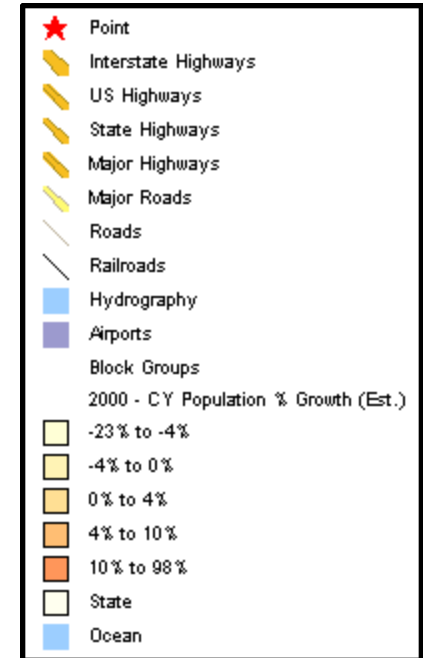 Point
Interstate Highways
US Highways
State Highways
Major Highways
Major Roads
Roads
Railroads
Hydrography
Airports
Block Groups
2000 - CY Population % Growth (Est.)
-23% to -4%
-4% to 0%
0% to 4%
4% to 10%
10% to 98%
State
Ocean